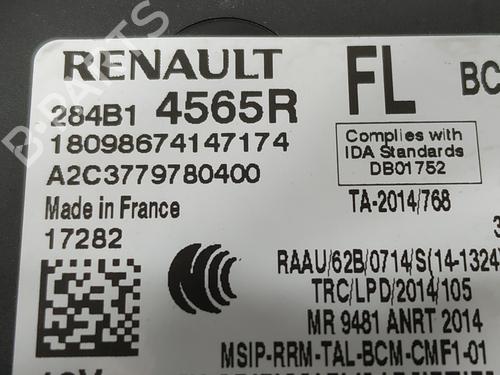 RENAULT
FL
BC
284B1 4565R
18098674147174
A2C3779780400
Complies with
IDA Standards
DB01752
Made in France
TA-2014/768
17282
RAAU/62B/0714/S(14-1324
TRC/LPD/2014/105
MR 9481 ANRT 2014
MSIP-RRM-TAL-BCM-CMF1-01
B-PARTS